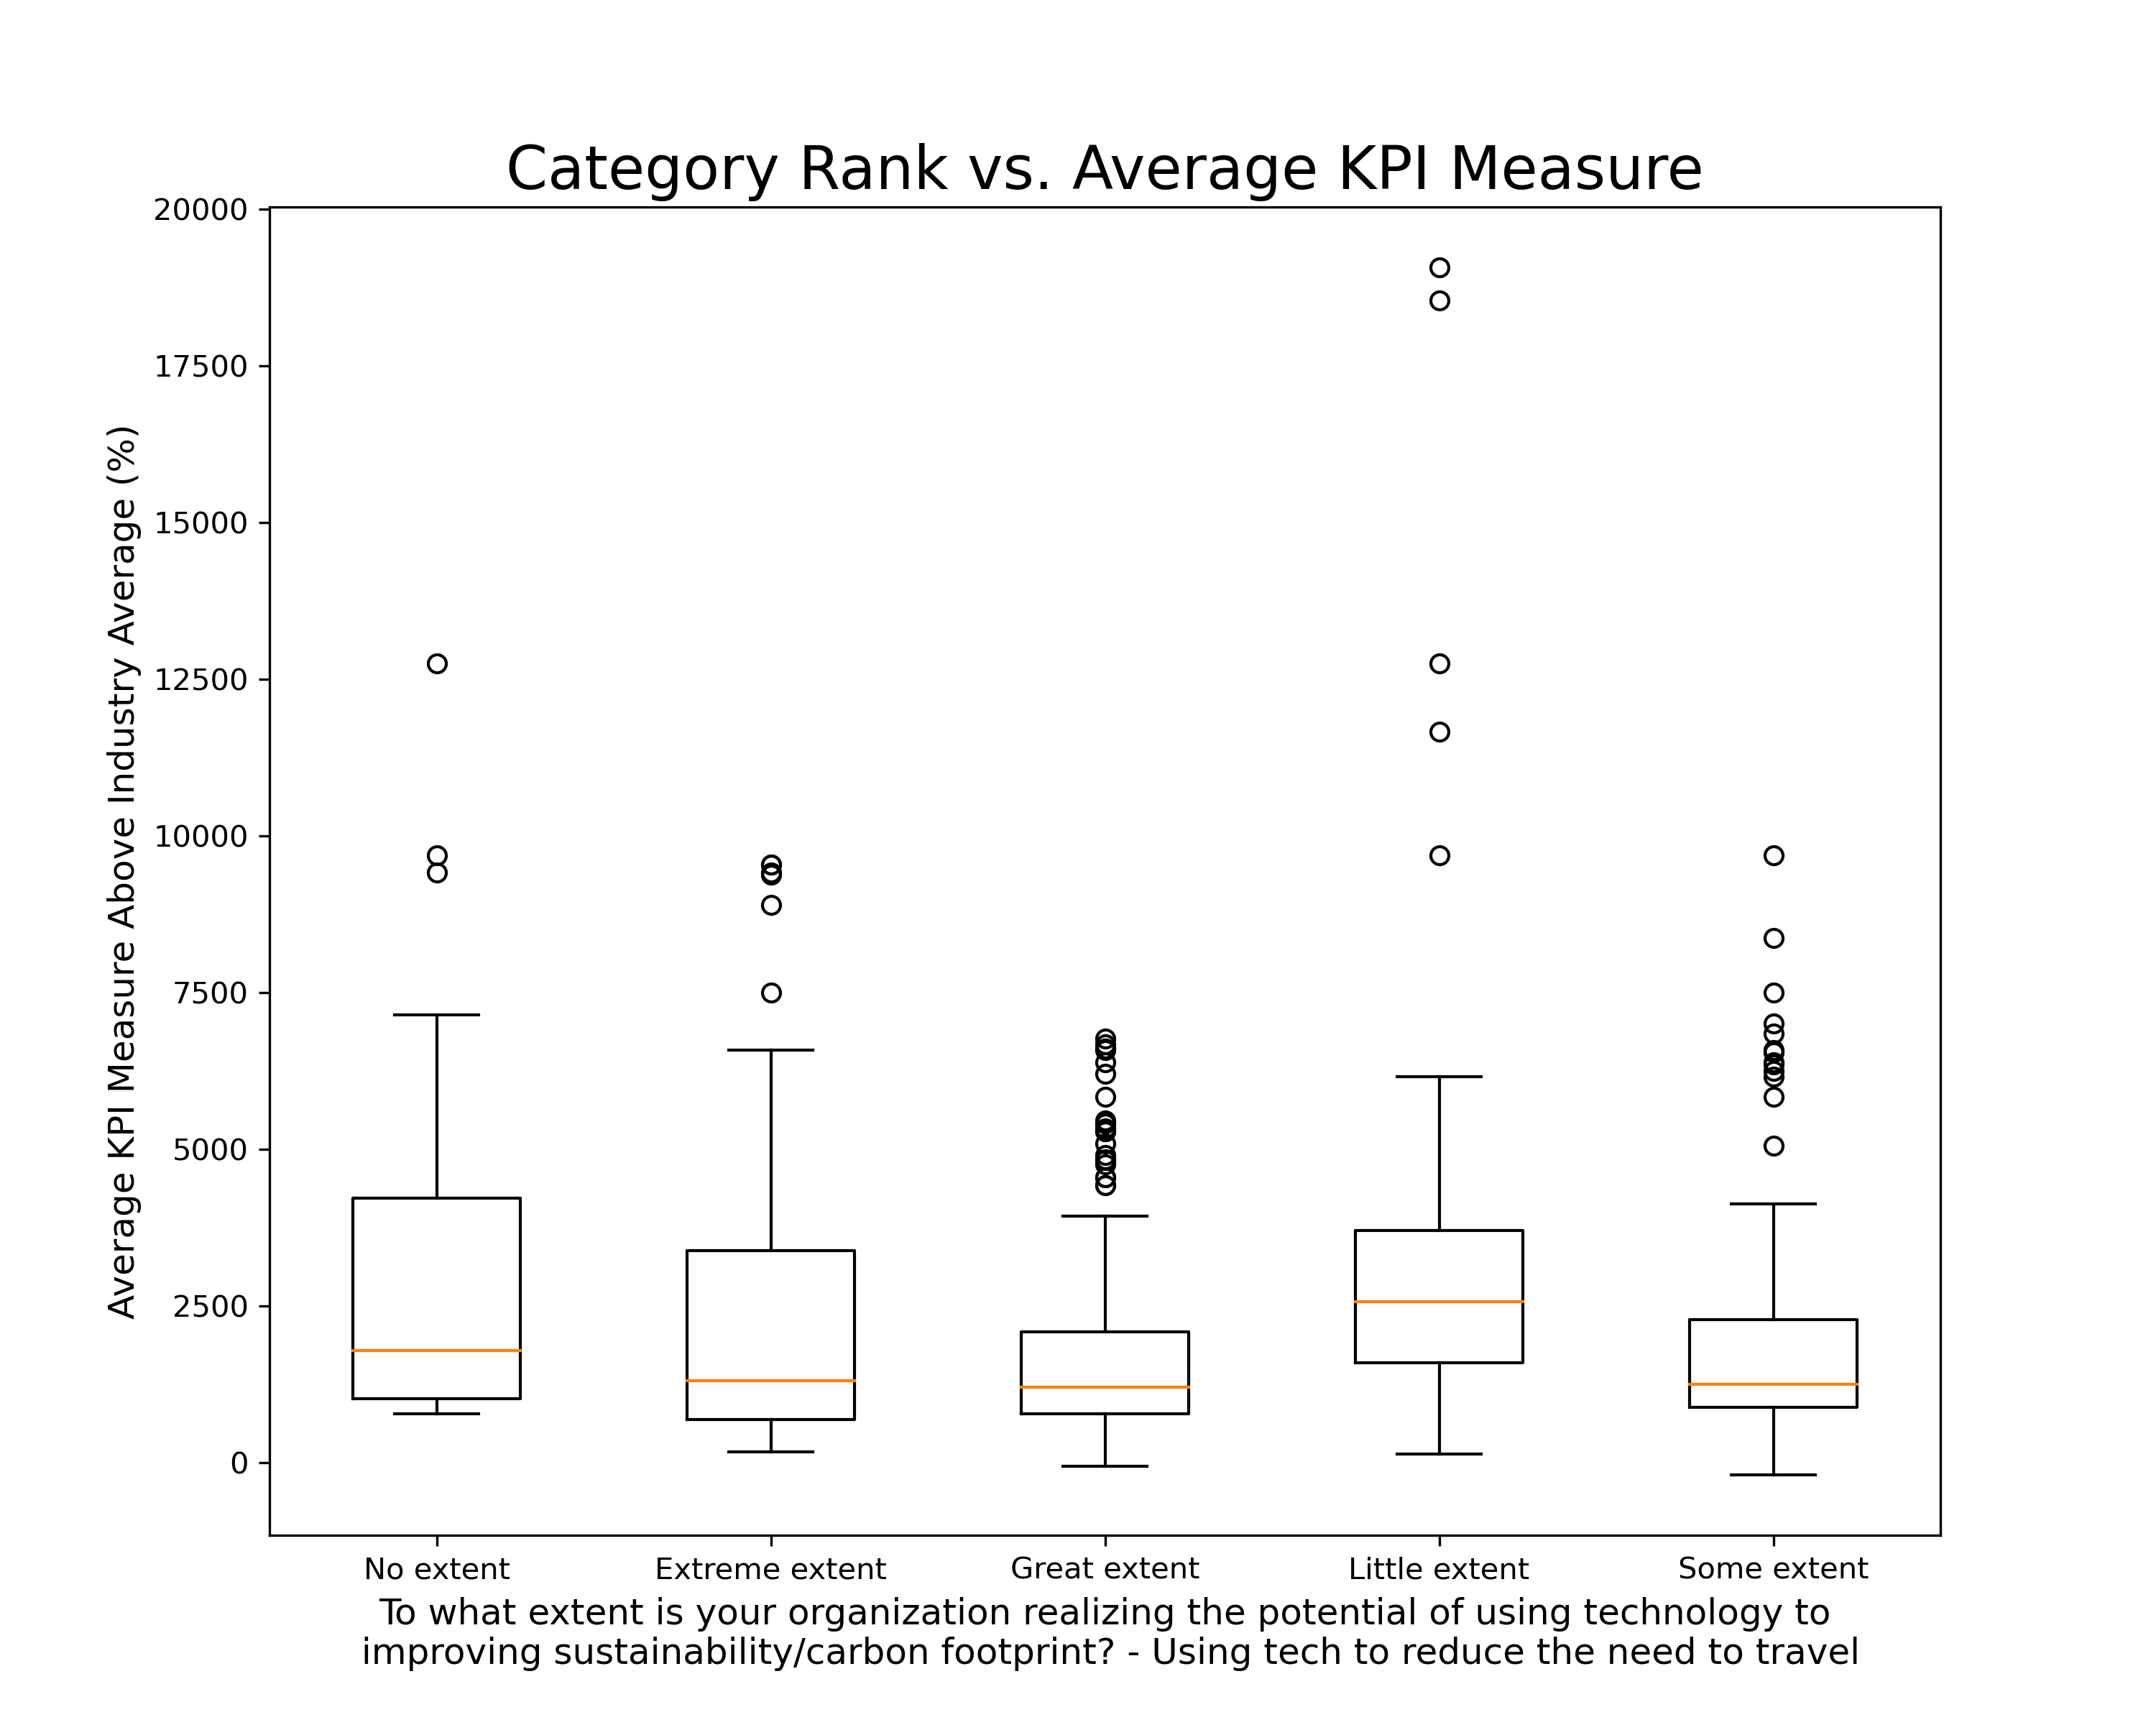 Category Rank vs. Average KPI Measure
Average KPI Measure Above Industry Average (%)
20000
17500
15000
12500
10000
7500
5000
2500
0
No extent
Extreme extent
Great extent
Little extent
Some extent
To what extent is your organization realizing the potential of using technology to
improving sustainability/carbon footprint? - Using tech to reduce the need to travel